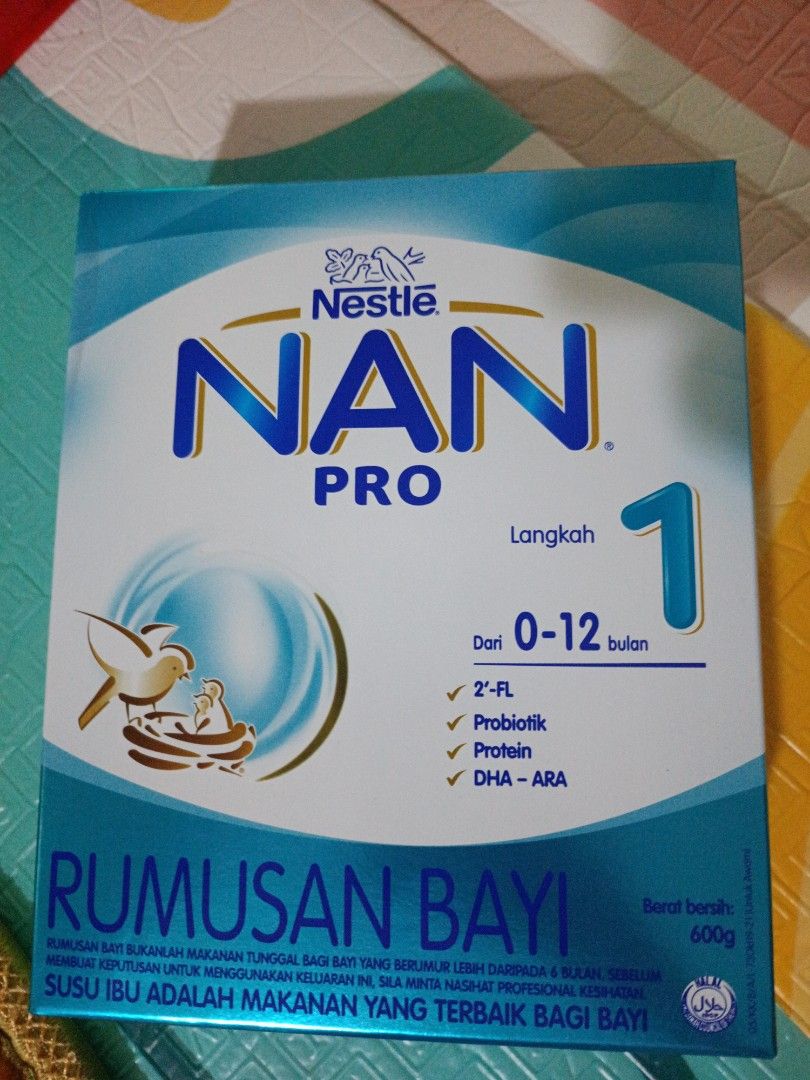 Nestlé
NAN
PRO
Langkah 1
Dari 0-12 bulan
2'-FL
Probiotik
Protein
DHA – ARA
RUMUSAN BAYI
Berat bersih:
600g
RUMUSAN BAYI BUKANLAH MAKANAN TUNGGAL BAGI BAYI YANG BERUMUR LEBIH DARIPADA 6 BULAN. SEBELUM
MEMBUAT KEPUTUSAN UNTUK MENGGUNAKAN KELUARAN INI, SILA MINTA NASIHAT PROFESIONAL KESIHATAN.
SUSU IBU ADALAH MAKANAN YANG TERBAIK BAGI BAYI
HALAL